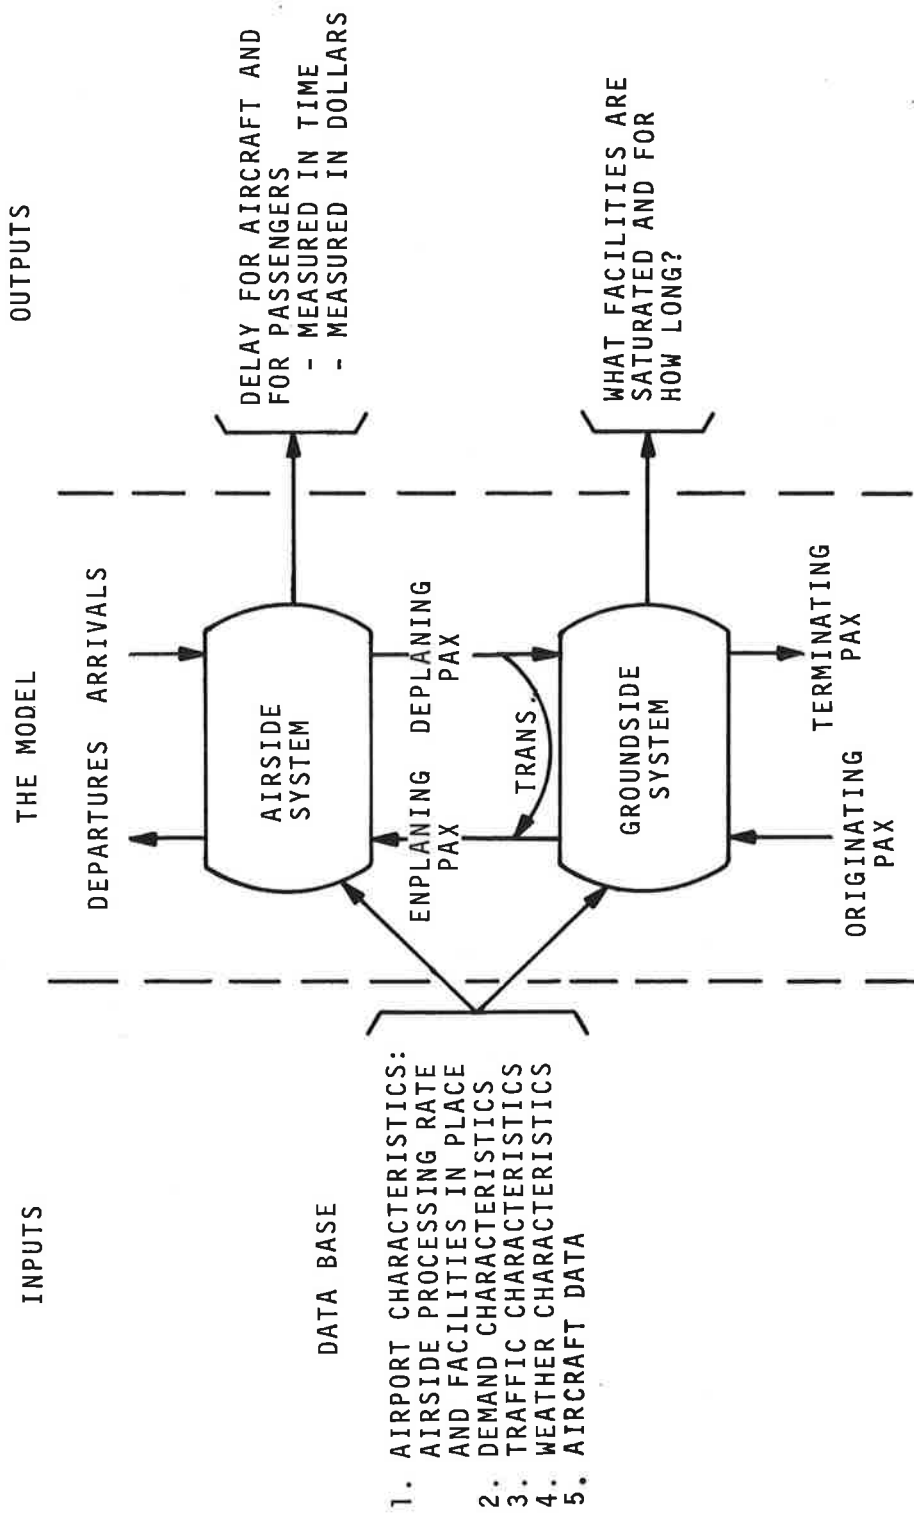 INPUTS
DATA BASE
1. AIRPORT CHARACTERISTICS:
AIRSIDE PROCESSING RATE
AND FACILITIES IN PLACE
2. DEMAND CHARACTERISTICS
3. TRAFFIC CHARACTERISTICS
4. WEATHER CHARACTERISTICS
5. AIRCRAFT DATA
THE MODEL
DEPARTURES ARRIVALS
AIRSIDE
SYSTEM
ENPLANING DEPLANING
PAX PAX
TRANS.
GROUNDSIDE
SYSTEM
ORIGINATING TERMINATING
PAX PAX
OUTPUTS
DELAY FOR AIRCRAFT AND
FOR PASSENGERS
- MEASURED IN TIME
- MEASURED IN DOLLARS
WHAT FACILITIES ARE
SATURATED AND FOR
HOW LONG?